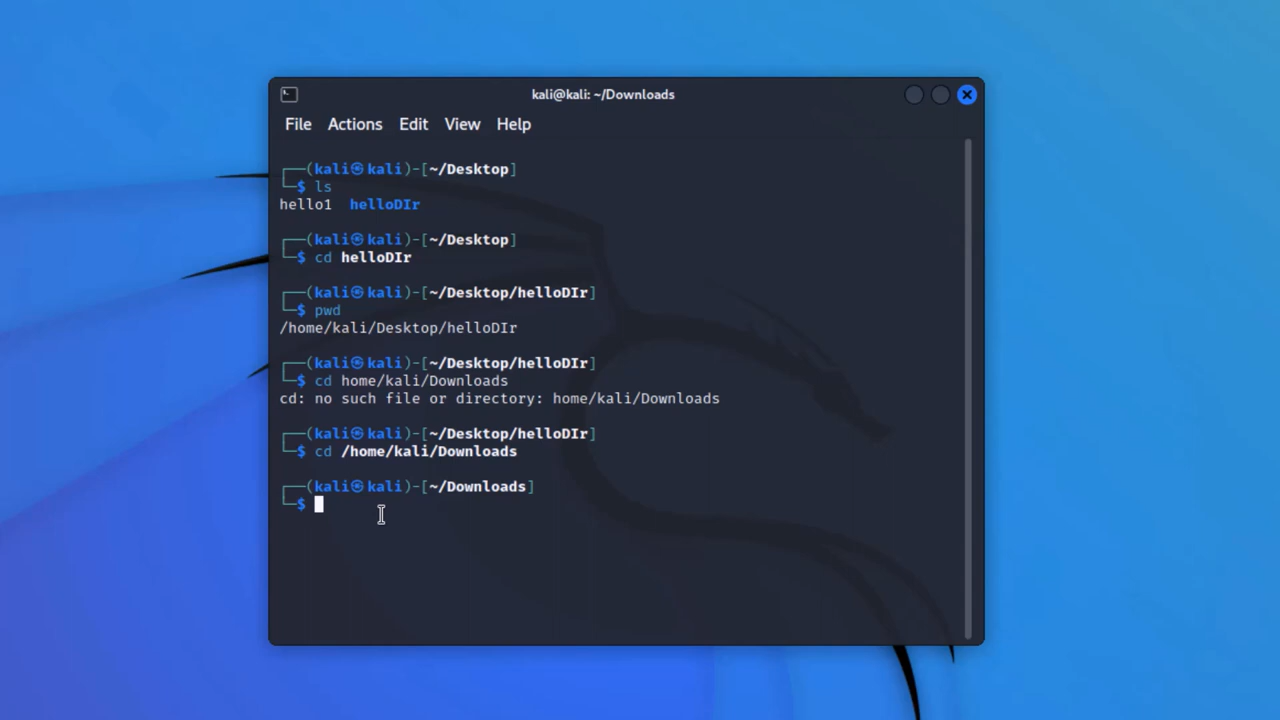 kali@kali: ~/Downloads
File Actions Edit View Help
┌──(kali㉿kali)-[~/Desktop]
└─$ ls
hello1  helloDIr
┌──(kali㉿kali)-[~/Desktop]
└─$ cd helloDIr
┌──(kali㉿kali)-[~/Desktop/helloDIr]
└─$ pwd
/home/kali/Desktop/helloDIr
┌──(kali㉿kali)-[~/Desktop/helloDIr]
└─$ cd home/kali/Downloads
cd: no such file or directory: home/kali/Downloads
┌──(kali㉿kali)-[~/Desktop/helloDIr]
└─$ cd /home/kali/Downloads
┌──(kali㉿kali)-[~/Downloads]
└─$